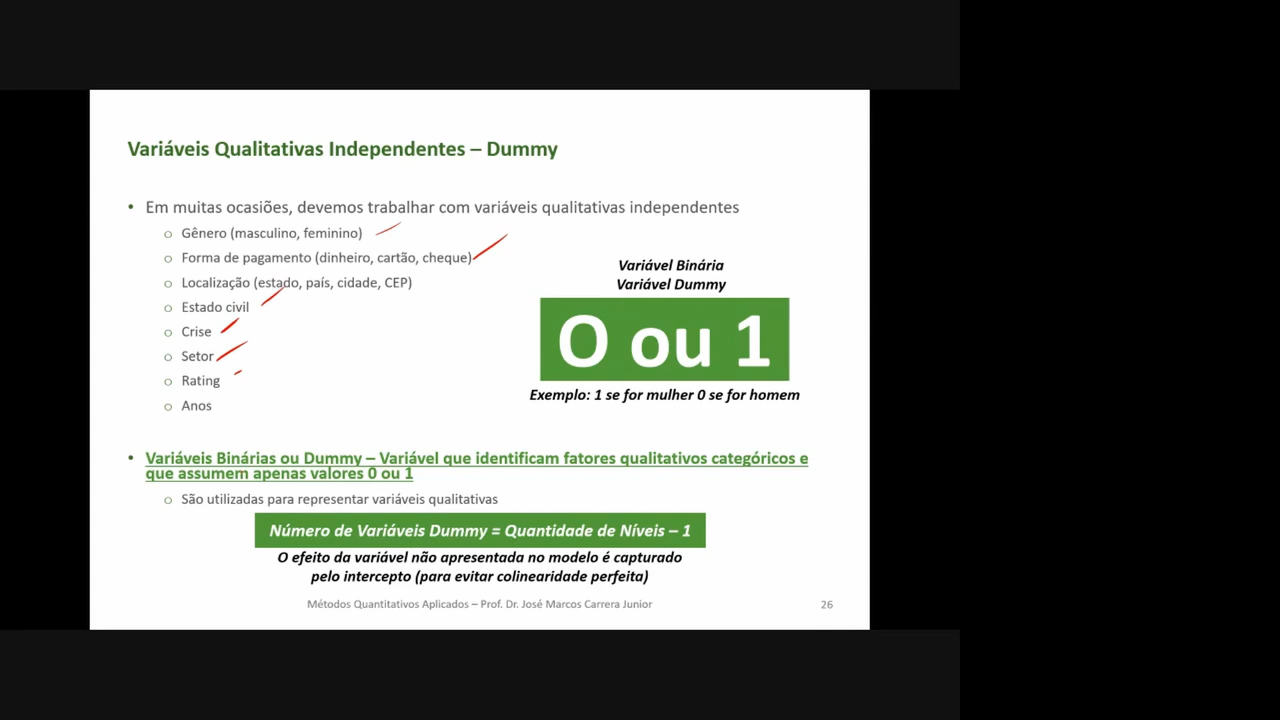 Variáveis Qualitativas Independentes – Dummy
• Em muitas ocasiões, devemos trabalhar com variáveis qualitativas independentes
o Gênero (masculino, feminino)
o Forma de pagamento (dinheiro, cartão, cheque)
o Localização (estado, país, cidade, CEP)
o Estado civil
o Crise
o Setor
o Rating
o Anos
Variável Binária
Variável Dummy
O ou 1
Exemplo: 1 se for mulher 0 se for homem
• Variáveis Binárias ou Dummy – Variável que identificam fatores qualitativos categóricos e
que assumem apenas valores 0 ou 1
o São utilizadas para representar variáveis qualitativas
Número de Variáveis Dummy = Quantidade de Níveis – 1
O efeito da variável não apresentada no modelo é capturado
pelo intercepto (para evitar colinearidade perfeita)
Métodos Quantitativos Aplicados – Prof. Dr. José Marcos Carrera Junior
26